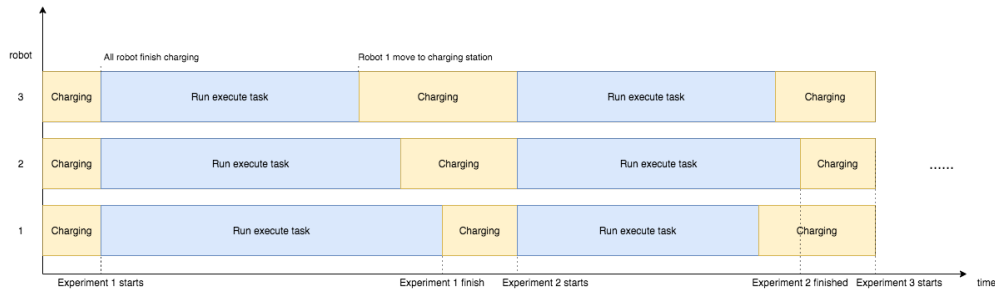 robot
All robot finish charging
Robot 1 move to charging station
3
Charging
Run execute task
Charging
Run execute task
Charging
2
Charging
Run execute task
Charging
Run execute task
Charging
......
1
Charging
Run execute task
Charging
Run execute task
Charging
Experiment 1 starts
Experiment 1 finish
Experiment 2 starts
Experiment 2 finished
Experiment 3 starts
time